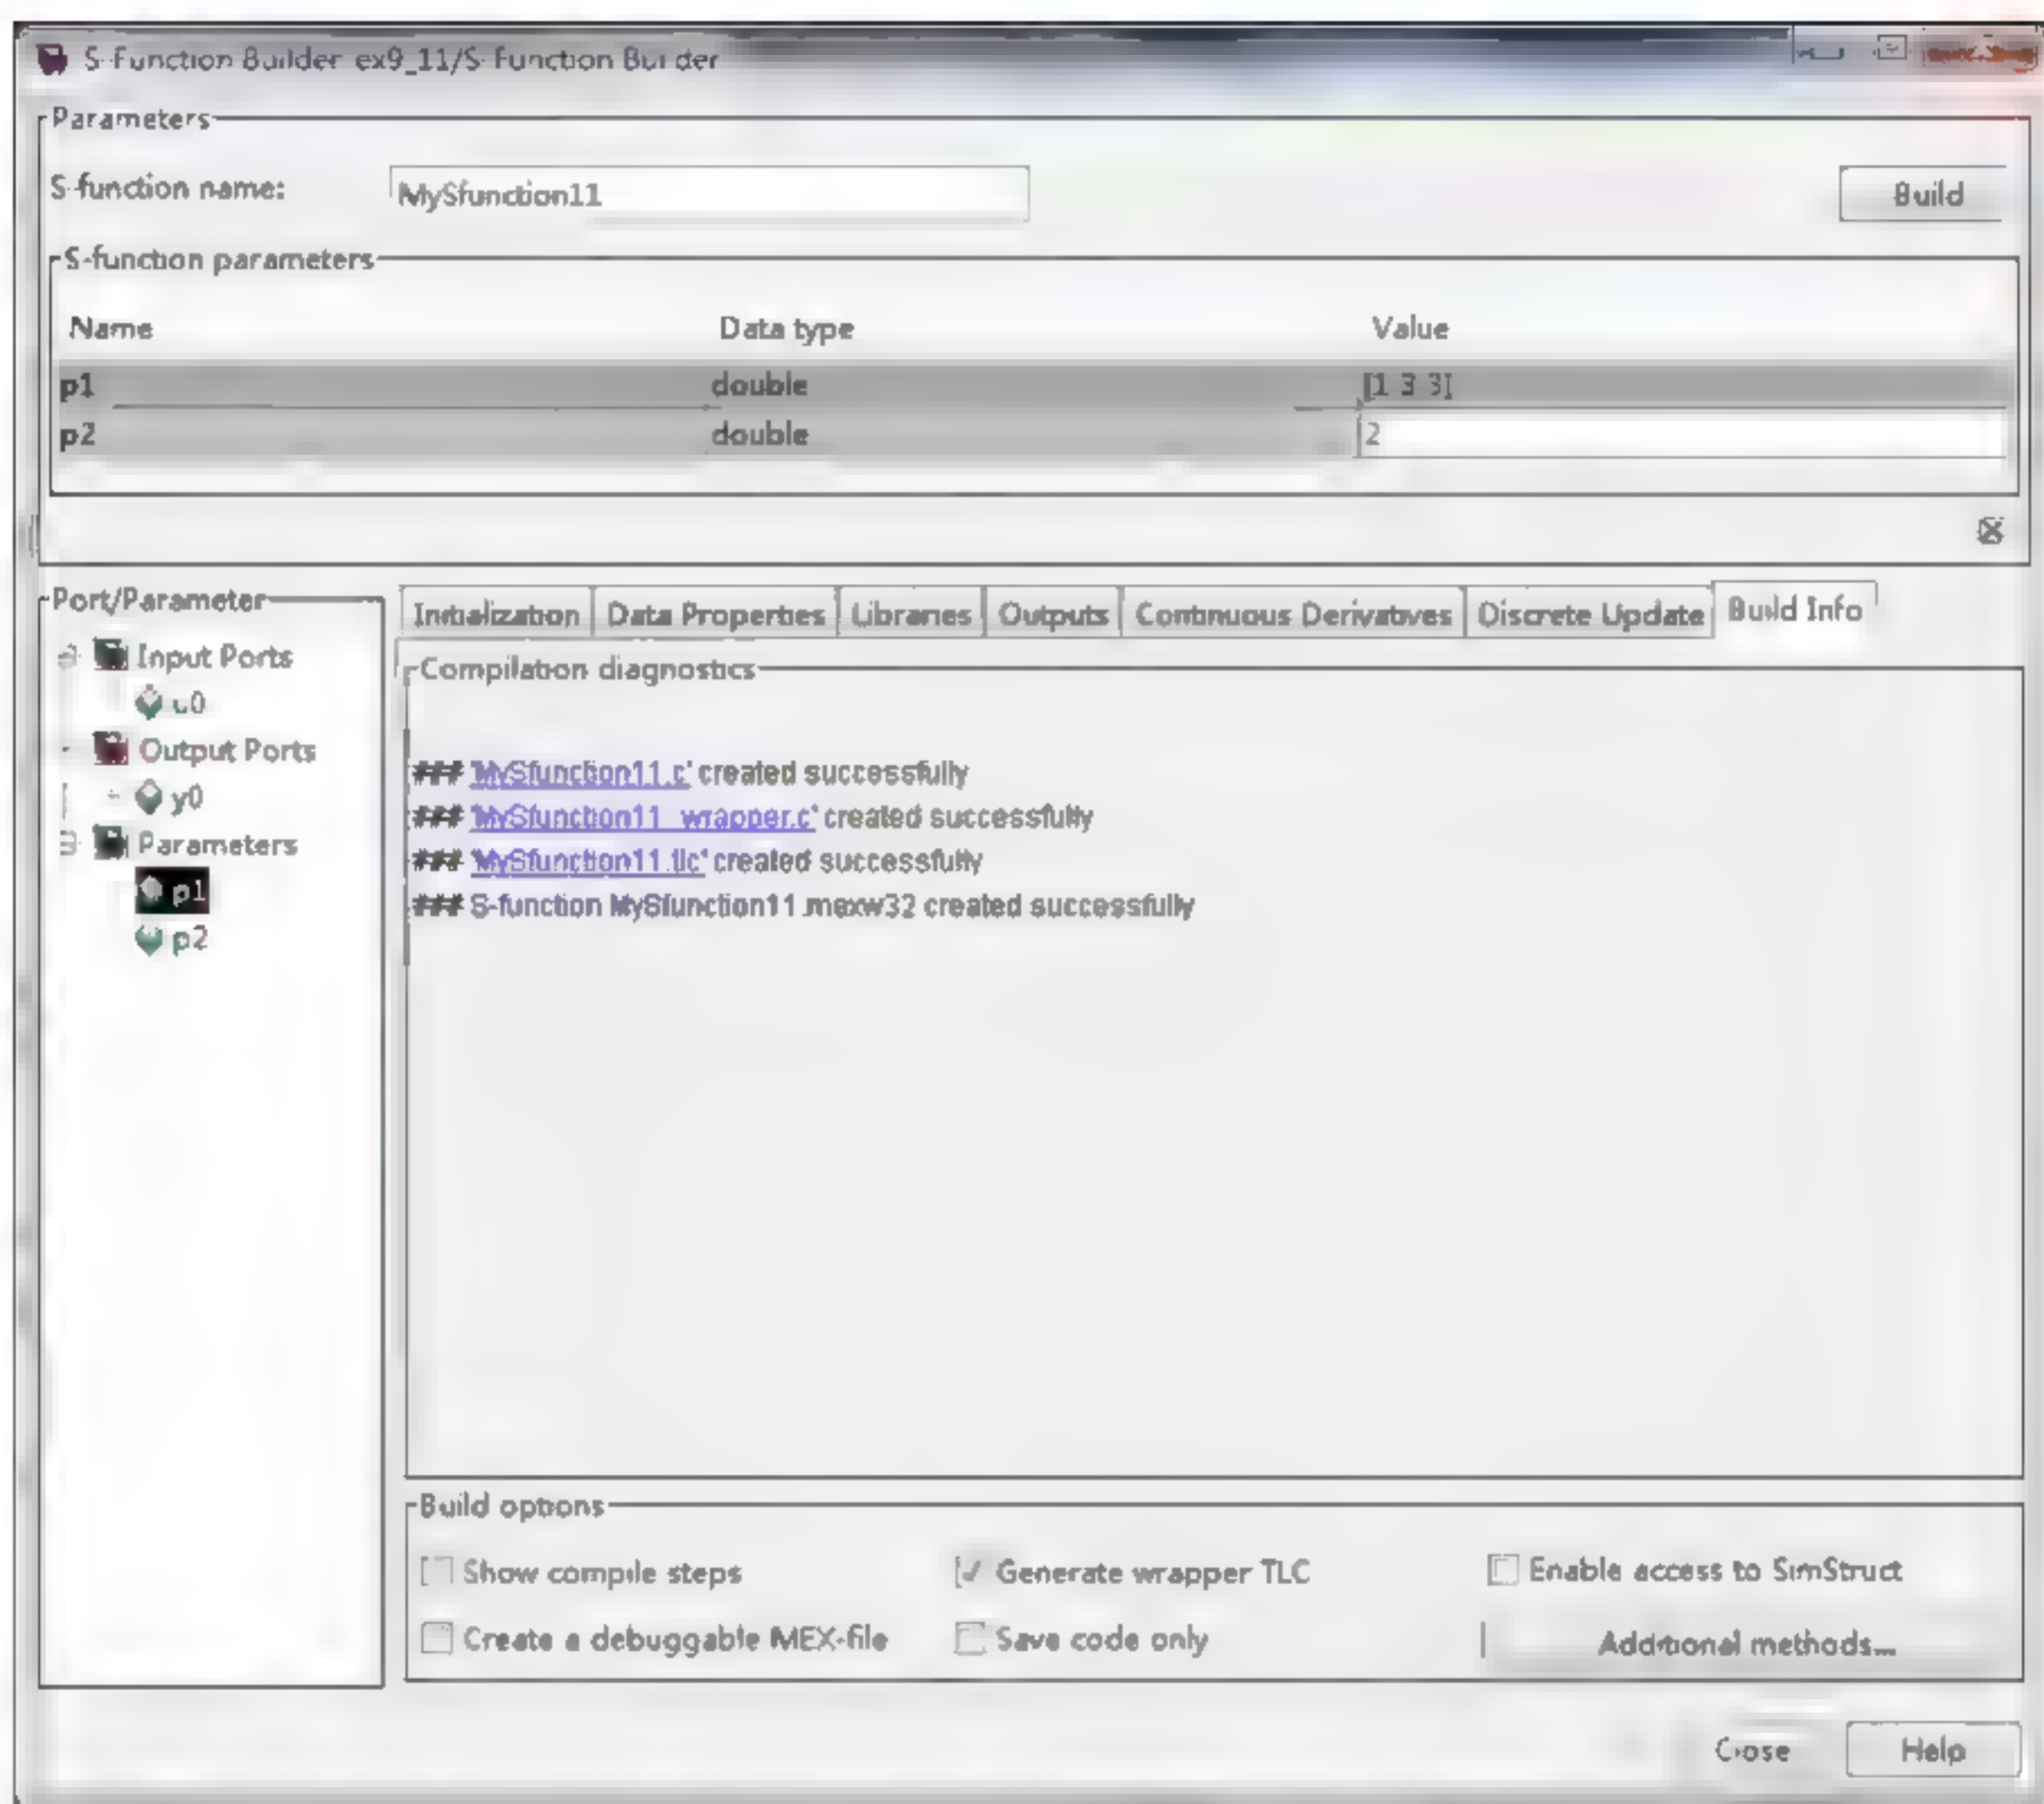 S-Function Builder ex9_11/S-Function Builder
Parameters
S-function name: MySfunction11 Build
S-function parameters
Name Data type Value
p1 double [1 3 3]
p2 double 2
Port/Parameter
Input Ports
u0
Output Ports
y0
Parameters
p1
p2
Initialization Data Properties Libraries Outputs Continuous Derivatives Discrete Update Build Info
Compilation diagnostics
### 'MySfunction11.c' created successfully
### 'MySfunction11_wrapper.c' created successfully
### 'MySfunction11.tlc' created successfully
### S-function MySfunction11.mexw32 created successfully
Build options
Show compile steps Generate wrapper TLC Enable access to SimStruct
Create a debuggable MEX-file Save code only Additional methods...
Close Help